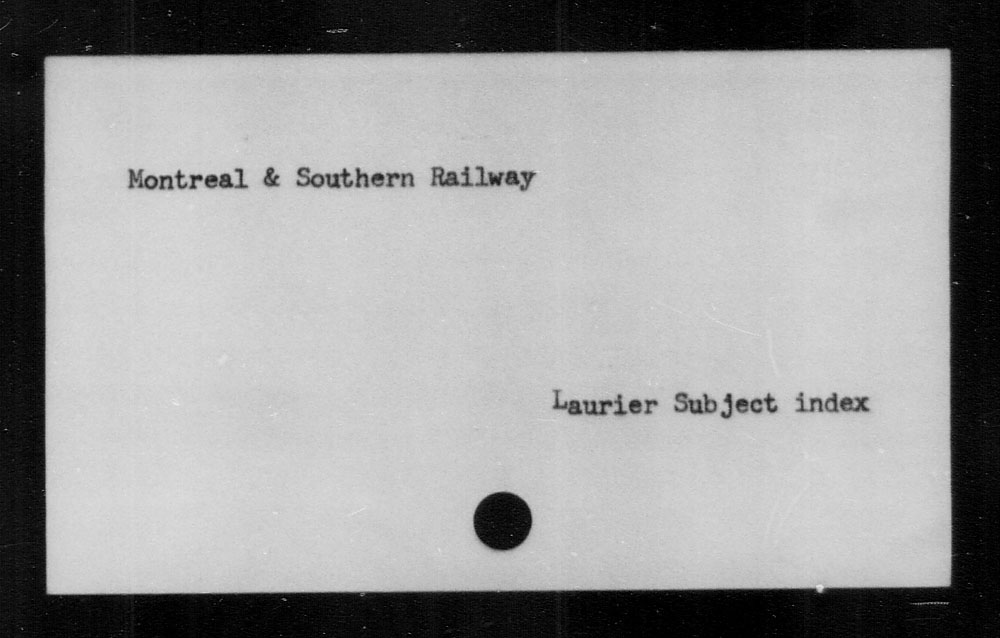 Montreal & Southern Railway
Laurier Subject index